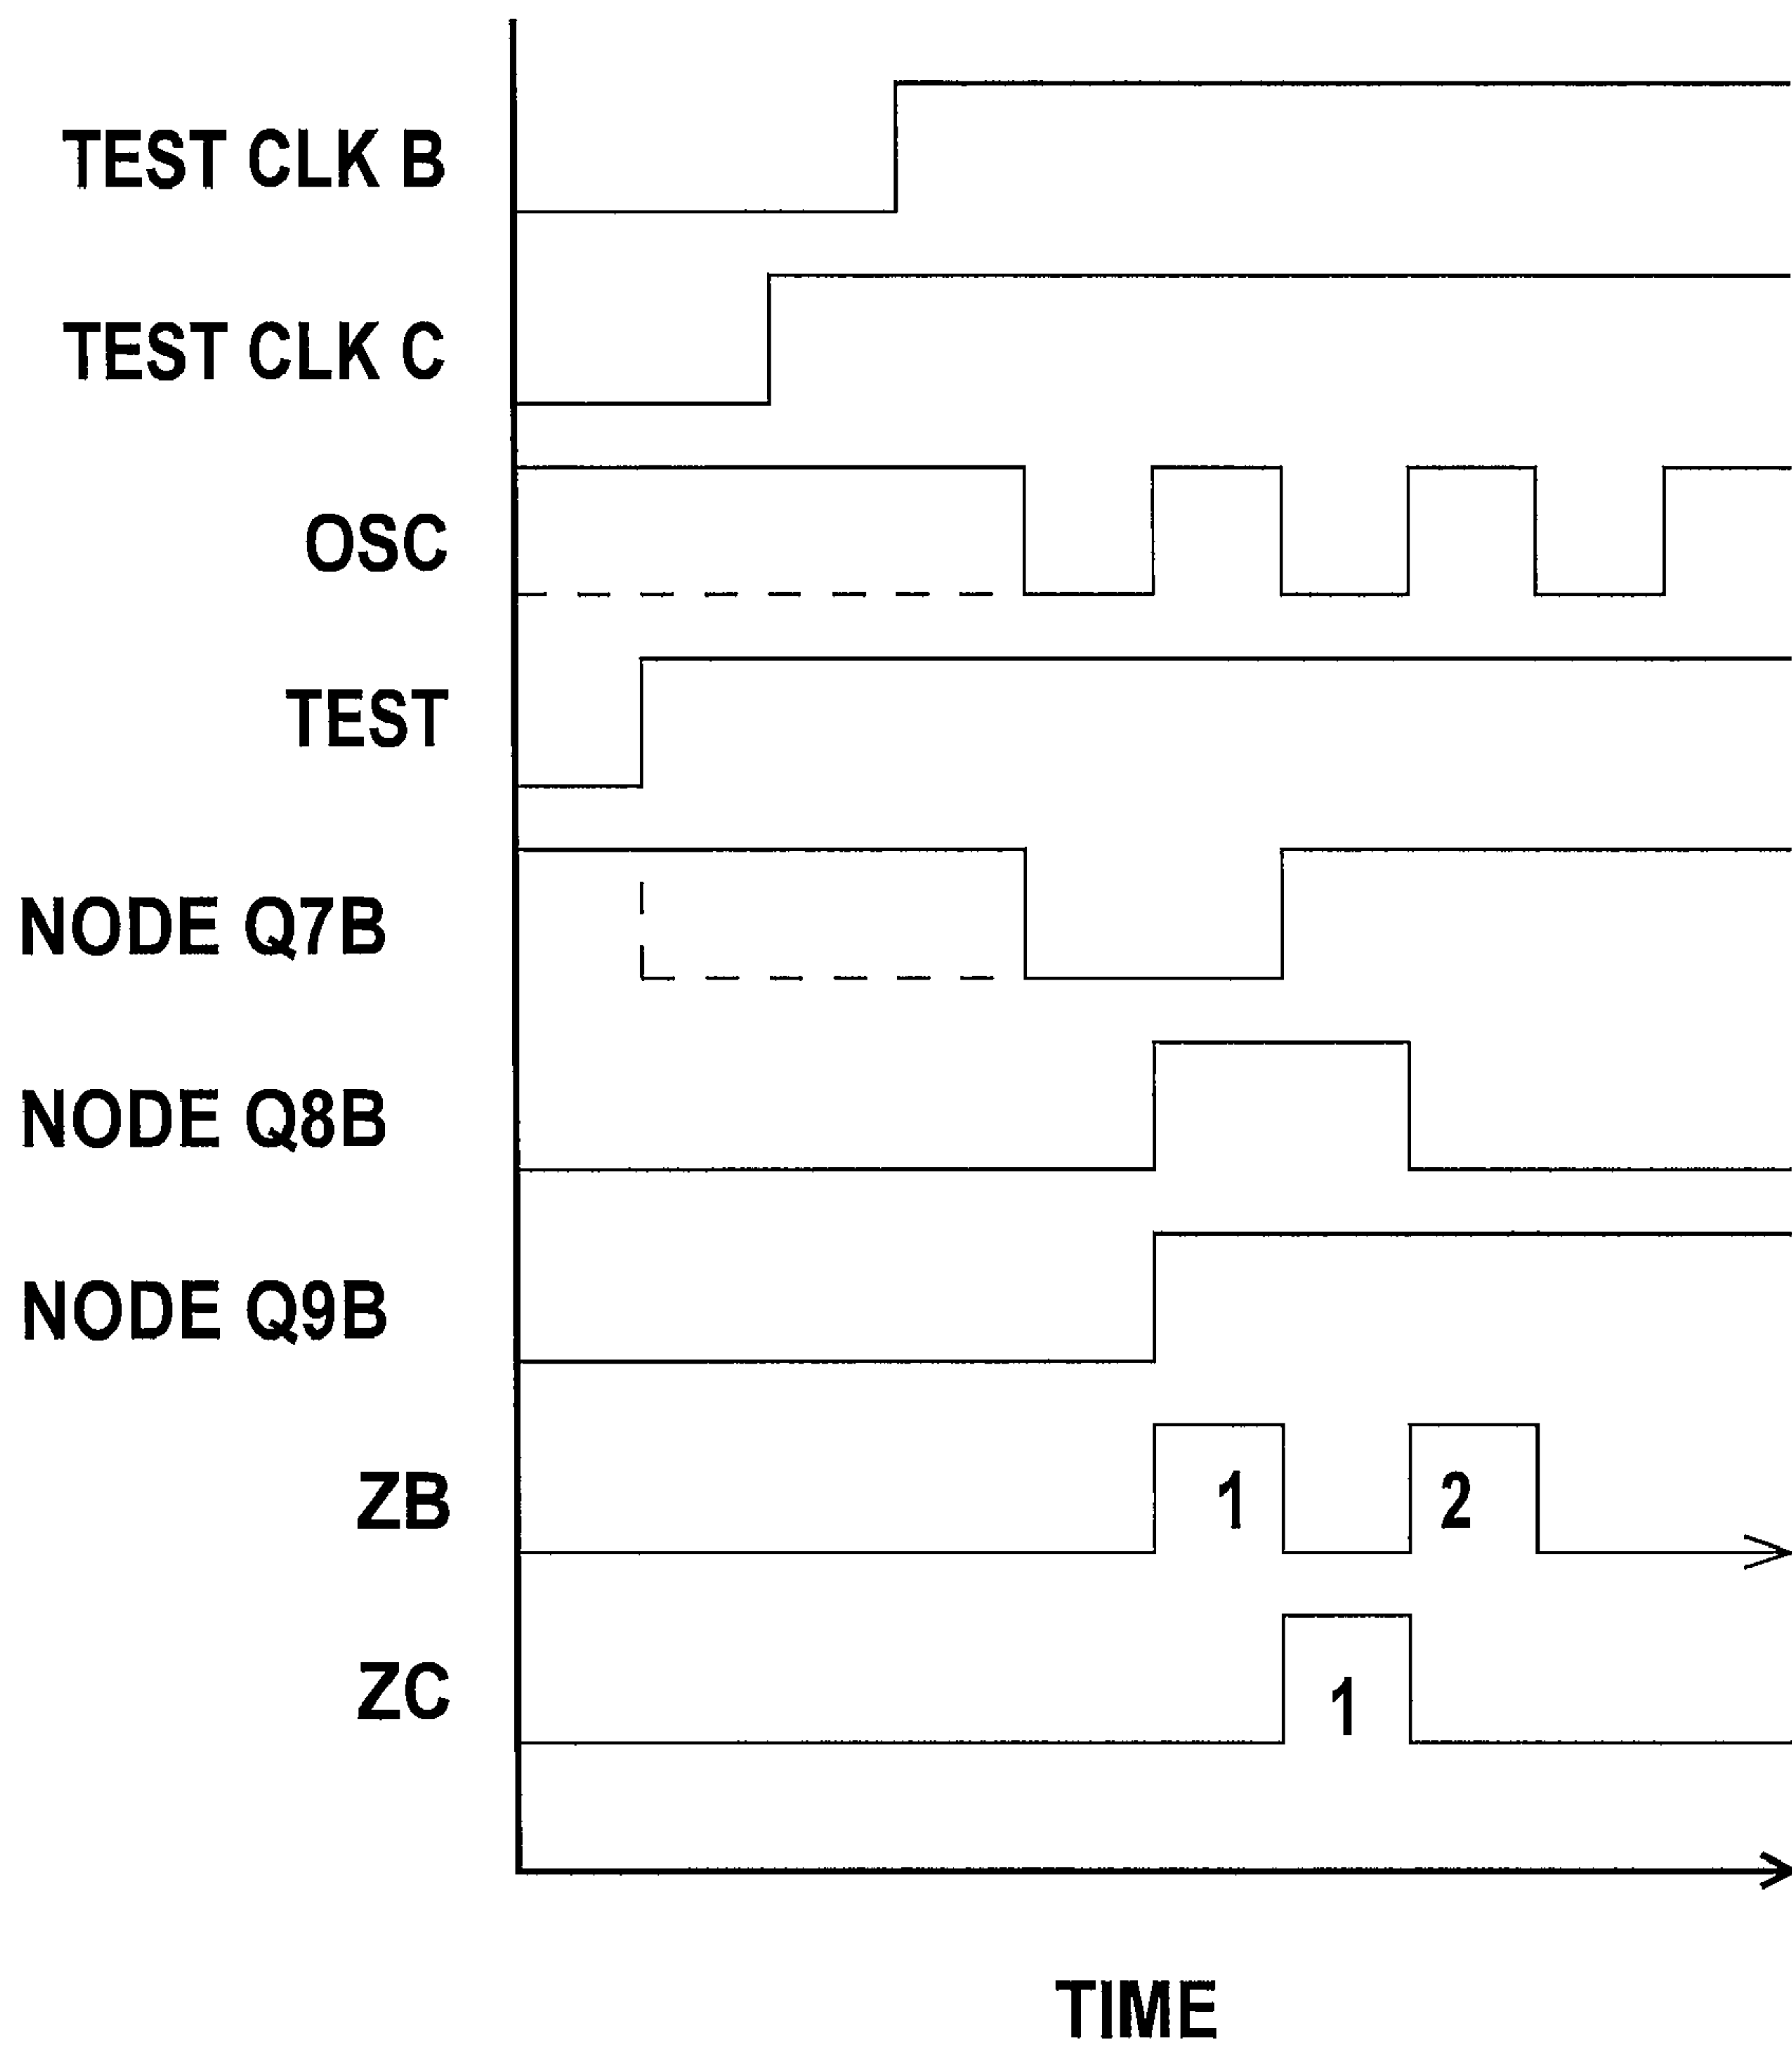 TEST CLK B
TEST CLK C
OSC
TEST
NODE Q7B
NODE Q8B
NODE Q9B
ZB
1
2
ZC
1
TIME